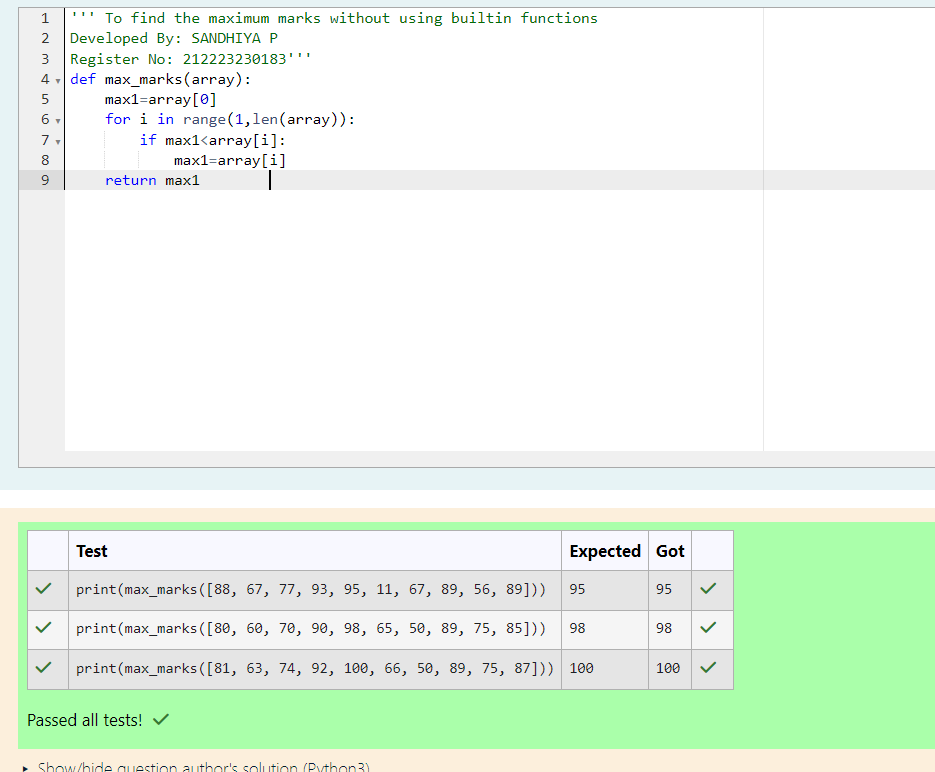 1 ''' To find the maximum marks without using builtin functions
2 Developed By: SANDHIYA P
3 Register No: 212223230183'''
4 def max_marks(array):
5     max1=array[0]
6     for i in range(1,len(array)):
7         if max1<array[i]:
8             max1=array[i]
9     return max1
Test Expected Got
print(max_marks([88, 67, 77, 93, 95, 11, 67, 89, 56, 89])) 95 95
print(max_marks([80, 60, 70, 90, 98, 65, 50, 89, 75, 85])) 98 98
print(max_marks([81, 63, 74, 92, 100, 66, 50, 89, 75, 87])) 100 100
Passed all tests!
Show/hide question author's solution (Python3)